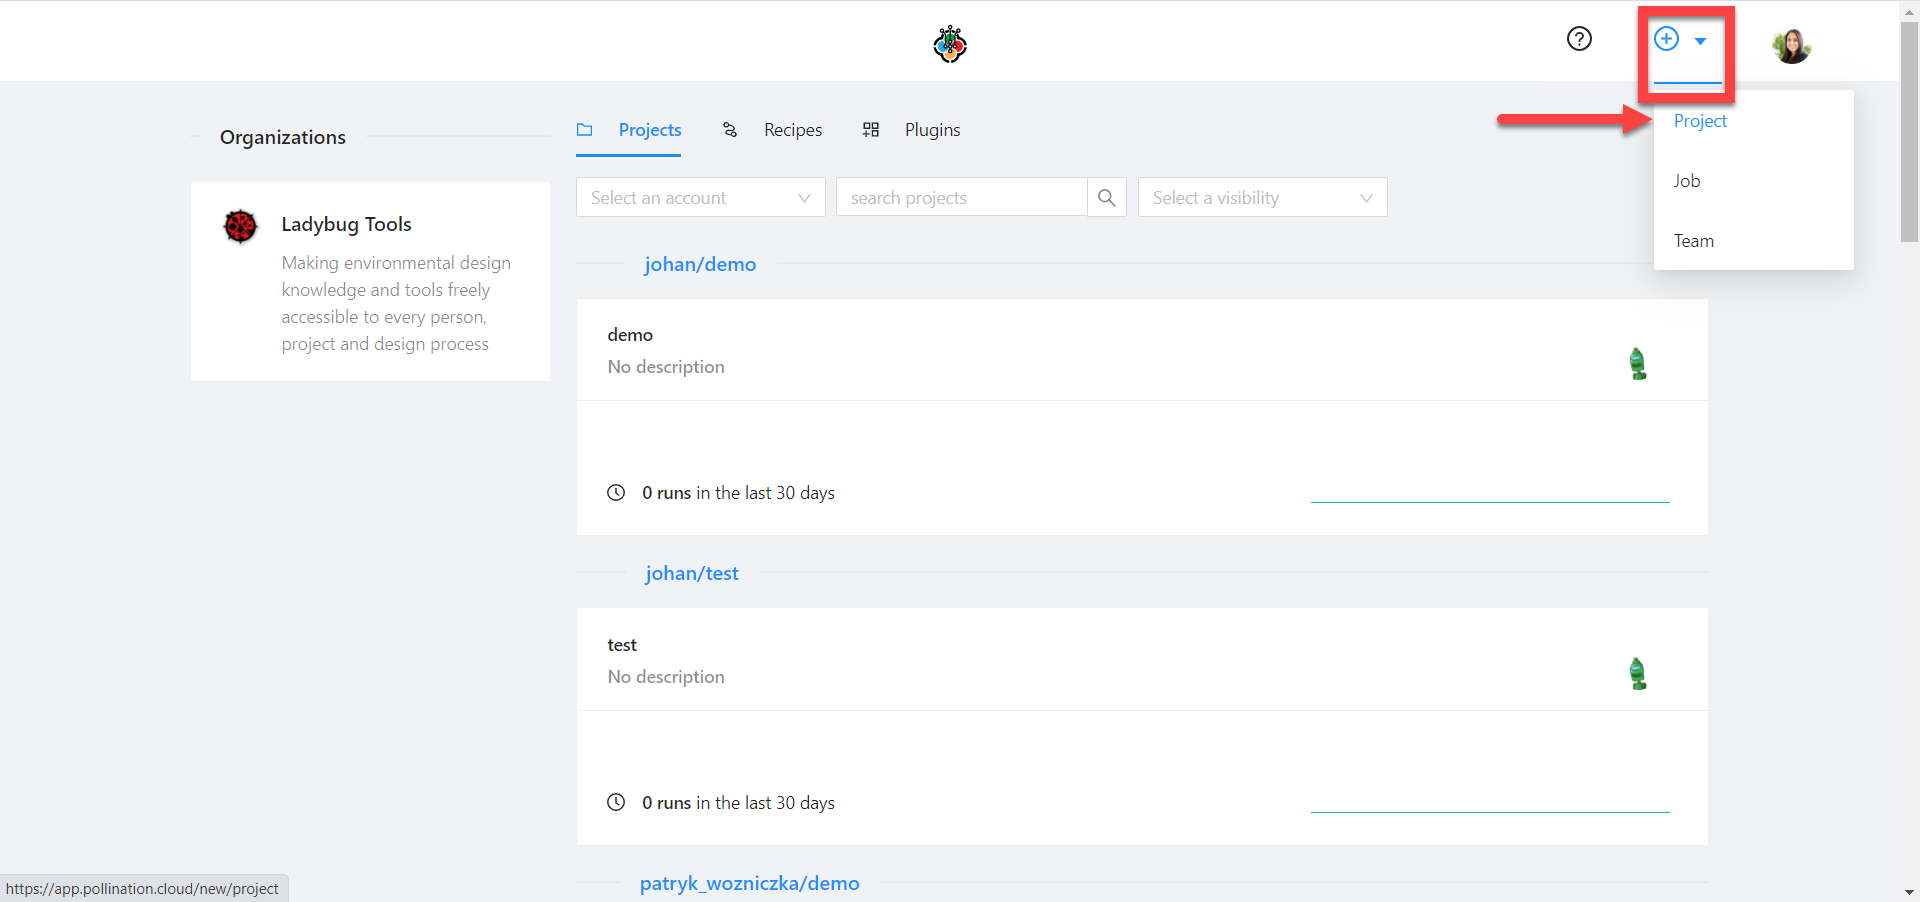 Organizations
Projects
Recipes
Plugins
Project
Job
Team
Select an account
search projects
Select a visibility
Ladybug Tools
Making environmental design
knowledge and tools freely
accessible to every person,
project and design process
johan/demo
demo
No description
0 runs in the last 30 days
johan/test
test
No description
0 runs in the last 30 days
patryk_wozniczka/demo
https://app.pollination.cloud/new/project